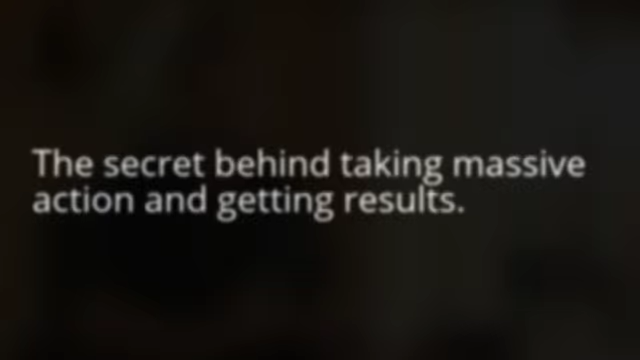 The secret behind taking massive
action and getting results.